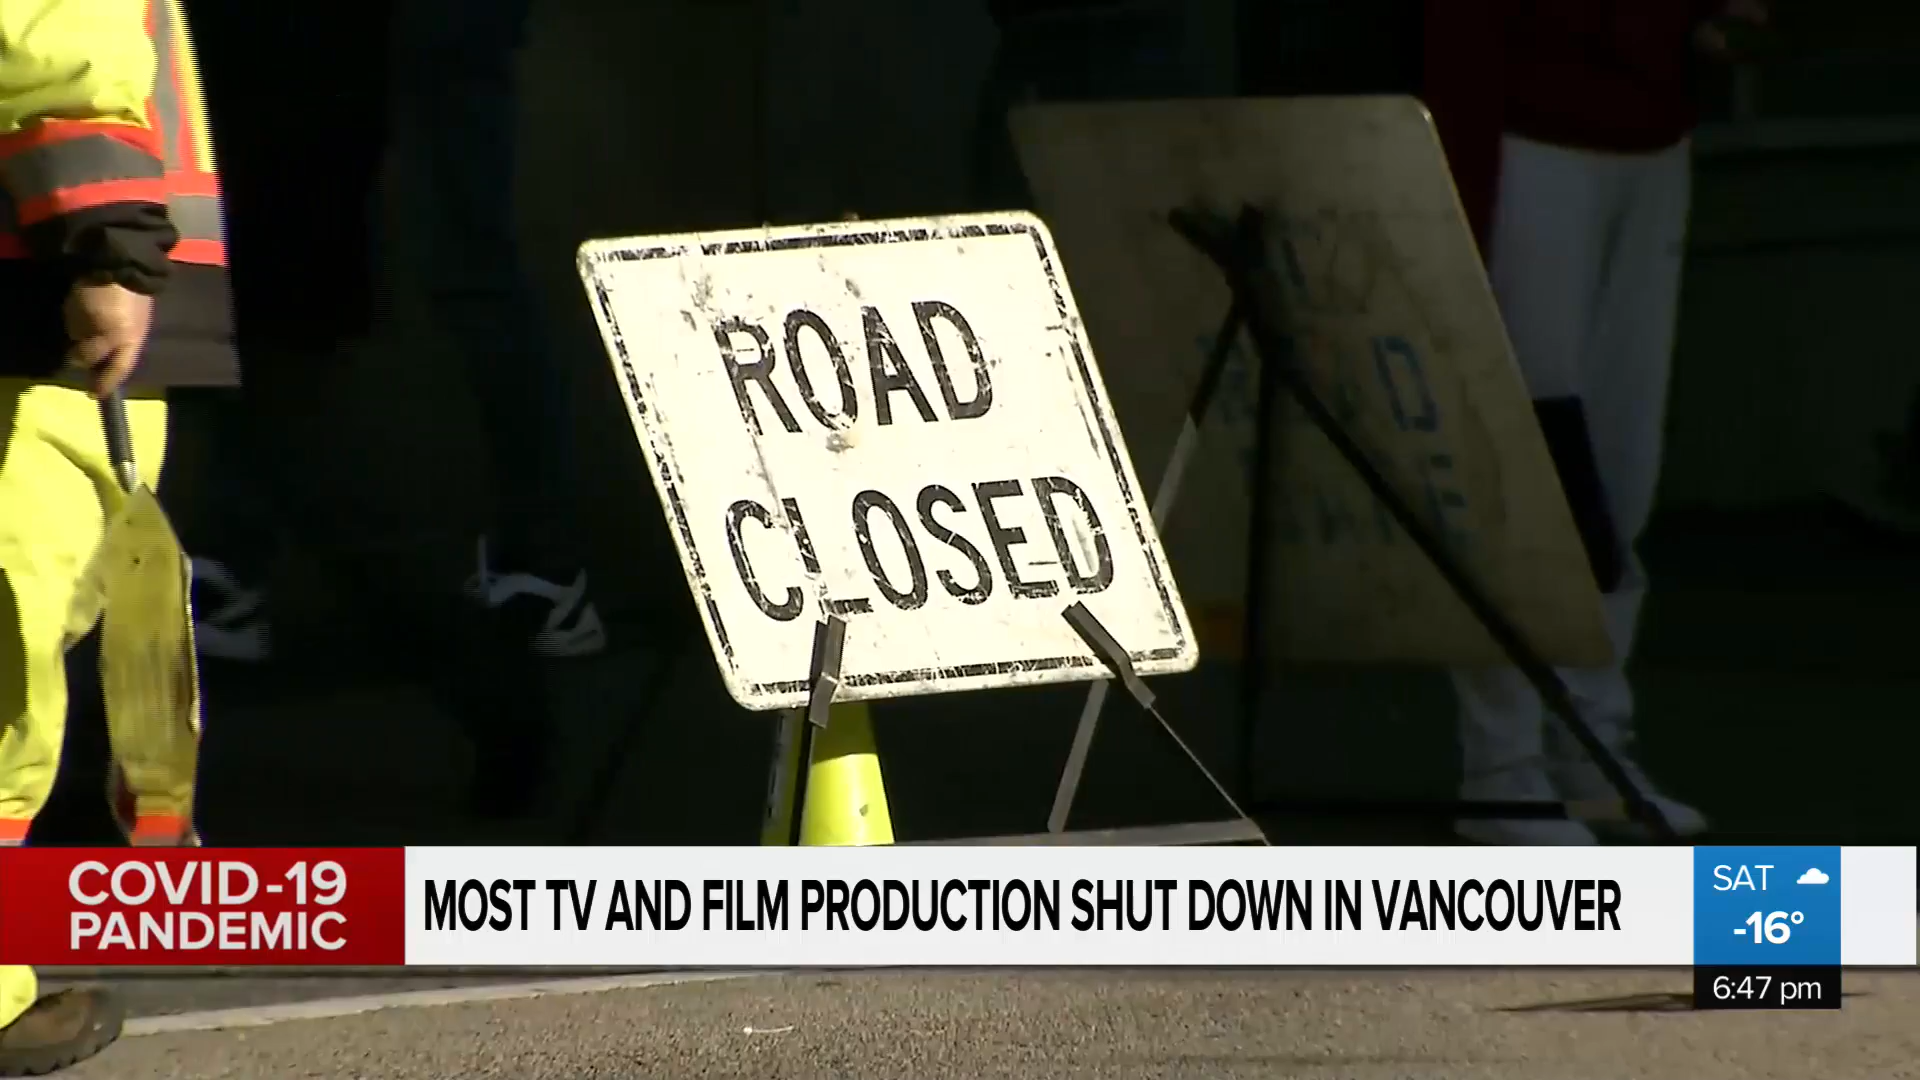 ROAD
CLOSED
COVID-19
PANDEMIC
MOST TV AND FILM PRODUCTION SHUT DOWN IN VANCOUVER
SAT
-16°
6:47 pm